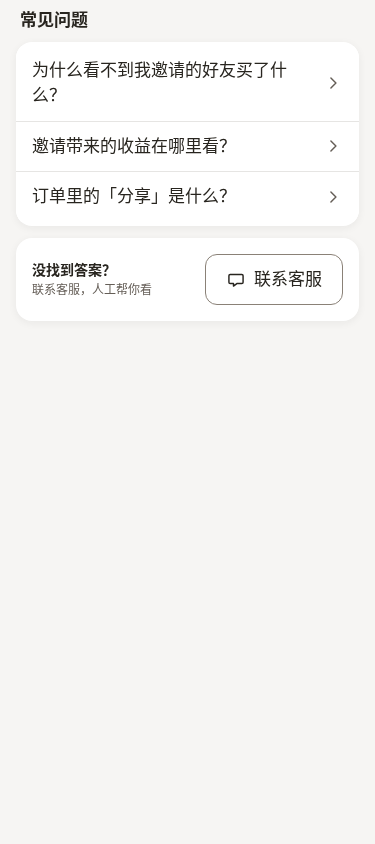 常见问题
为什么看不到我邀请的好友买了什
么？
邀请带来的收益在哪里看？
订单里的「分享」是什么？
没找到答案？
联系客服，人工帮你看
联系客服